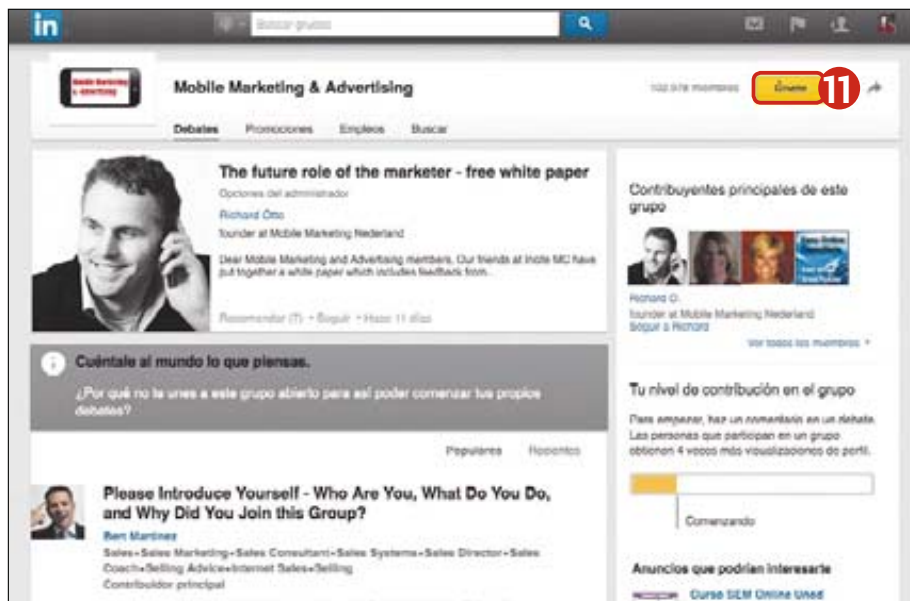 in
Buscar grupos
Mobile Marketing & Advertising
Mobile Marketing & Advertising
miembros
Únete
11
Debates Promociones Empleos Buscar
The future role of the marketer - free white paper
Opciones del administrador
Richard Otto
founder at Mobile Marketing Nederland
Dear Mobile Marketing and Advertising members, Our friends at MC have
put together a white paper which includes feedback from...
Recomendar (7) • Seguir • Hace 11 días
Cuéntale al mundo lo que piensas.
¿Por qué no te unes a este grupo abierto para así poder comenzar tus propios
debates?
Populares Recientes
Please Introduce Yourself - Who Are You, What Do You Do,
and Why Did You Join this Group?
Ben Martinez
Sales-Sales Marketing-Sales Consultant-Sales Systems-Sales Director-Sales
Coach-Selling Advice-Internet Sales-Selling
Contribuidor principal
Contribuyentes principales de este
grupo
Richard O.
founder at Mobile Marketing Nederland
Seguir a Richard
Ver todos los miembros
Tu nivel de contribución en el grupo
Para empezar, haz un comentario en un debate.
Las personas que participan en un grupo
obtienen 4 veces más visualizaciones de perfil.
Comenzando
Anuncios que podrían interesarte
Curso SEM Online Uned